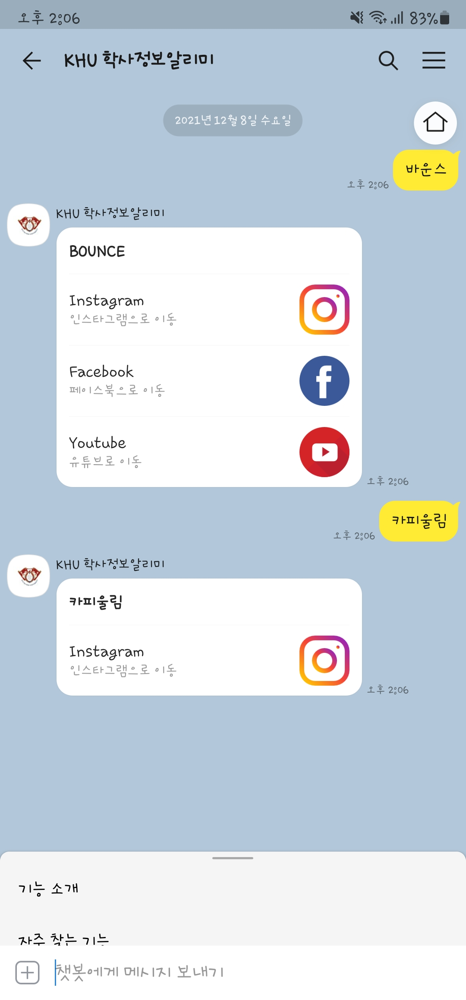 오후 2:06
83%
KHU 학사정보알리미
2021년 12월 8일 수요일
바운스
오후 2:06
KHU 학사정보알리미
BOUNCE
Instagram
인스타그램으로 이동
Facebook
페이스북으로 이동
Youtube
유튜브로 이동
오후 2:06
카피울림
오후 2:06
KHU 학사정보알리미
카피울림
Instagram
인스타그램으로 이동
오후 2:06
기능 소개
자주 찾는 기능
챗봇에게 메시지 보내기